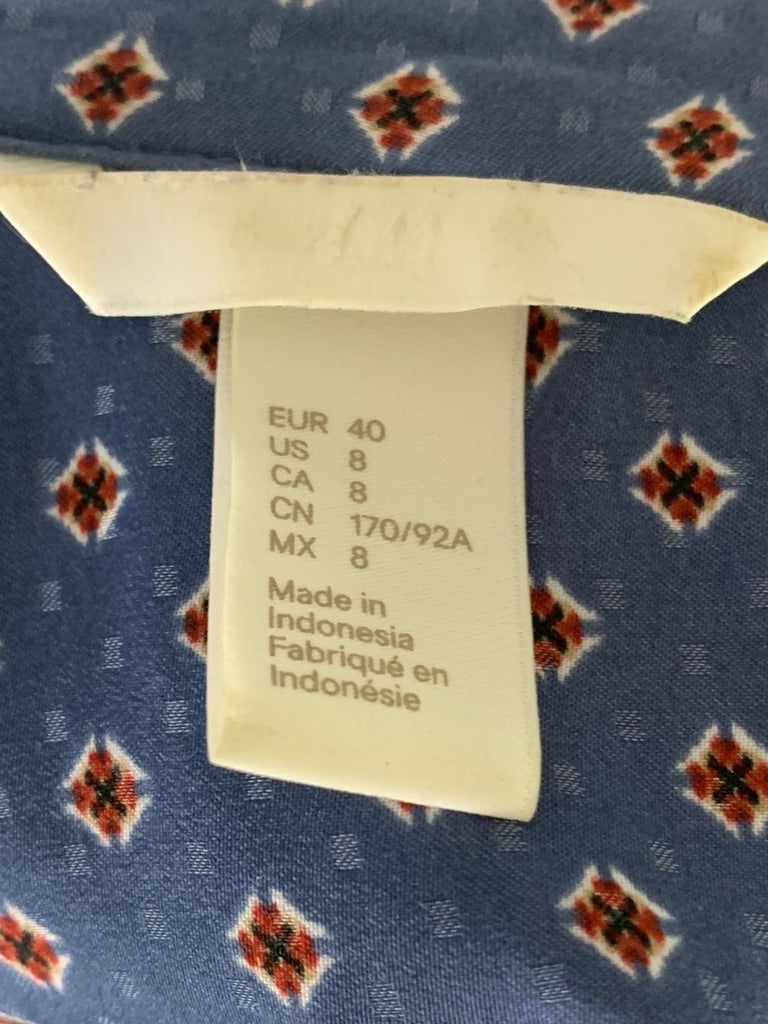 EUR 40
US 8
CA 8
CN 170/92A
MX 8
Made in
Indonesia
Fabriqué en
Indonésie